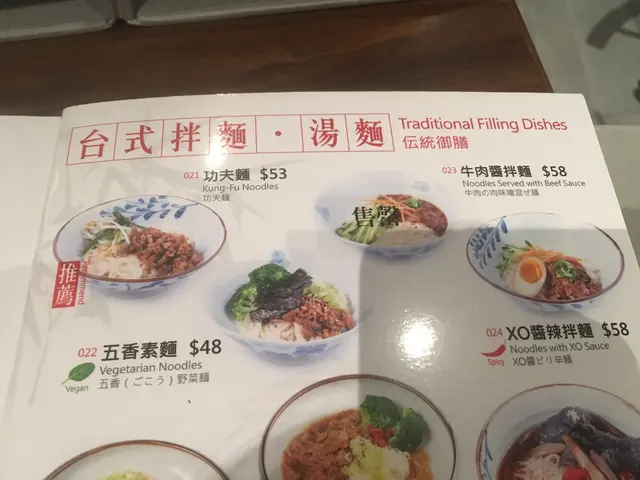 台式拌麵・湯麵
Traditional Filling Dishes
伝統御膳
021 功夫麵 $53
Kung-Fu Noodles
功夫麵
推薦
Recommend
售罄
023 牛肉醬拌麵 $58
Noodles Served with Beef Sauce
牛肉の肉味噌混ぜ麺
022 五香素麵 $48
Vegetarian Noodles
五香(ごこう)野菜麺
Vegan
024 XO醬辣拌麵 $58
Noodles with XO Sauce
XO醬ピリ辛麺
Spicy